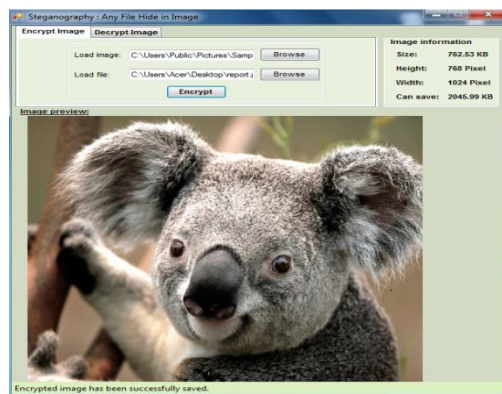 Steganography : Any File Hide in Image
Encrypt Image Decrypt Image
Load image: C:\Users\Public\Pictures\Samp Browse
Load file: C:\Users\Acer\Desktop\report. Browse
Encrypt
Image information
Size: 762.53 KB
Height: 768 Pixel
Width: 1024 Pixel
Can save: 2045.99 KB
Image preview:
Encrypted image has been successfully saved.